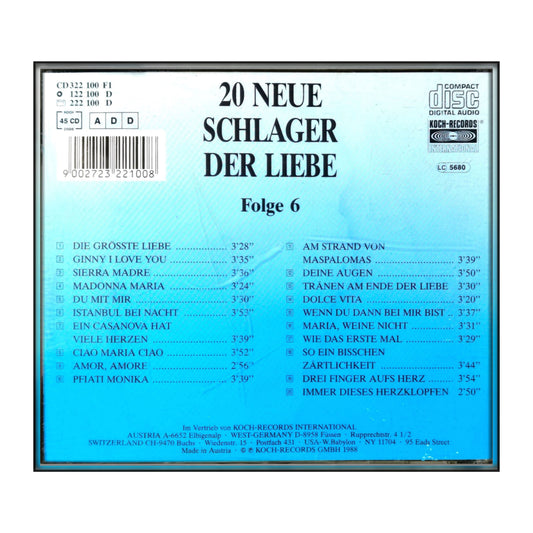 CD 322 100 F1
122 100 D
222 100 D
45 CD
A D D
9 002723 221008
20 NEUE
SCHLAGER
DER LIEBE
Folge 6
COMPACT
disc
DIGITAL AUDIO
KOCH-RECORDS
INTERNATIONAL
LC 5680
1 DIE GRÖSSTE LIEBE 3'28"
2 GINNY I LOVE YOU 3'35"
3 SIERRA MADRE 3'36"
4 MADONNA MARIA 3'24"
5 DU MIT MIR 3'30"
6 ISTANBUL BEI NACHT 3'53"
7 EIN CASANOVA HAT
VIELE HERZEN 3'39"
8 CIAO MARIA CIAO 3'52"
9 AMOR, AMORE 2'56"
10 PFIATI MONIKA 3'39"
11 AM STRAND VON
MASPALOMAS 3'39"
12 DEINE AUGEN 3'50"
13 TRÄNEN AM ENDE DER LIEBE 3'30"
14 DOLCE VITA 3'20"
15 WENN DU DANN BEI MIR BIST 3'37"
16 MARIA, WEINE NICHT 3'31"
17 WIE DAS ERSTE MAL 3'29"
18 SO EIN BISSCHEN
ZÄRTLICHKEIT 3'44"
19 DREI FINGER AUFS HERZ 3'54"
20 IMMER DIESES HERZKLOPFEN 2'50"
Im Vertrieb von KOCH-RECORDS INTERNATIONAL
AUSTRIA A-6652 Elbigenalp · WEST-GERMANY D-8958 Füssen · Rupprechtstr. 4 1/2
SWITZERLAND CH-9470 Buchs · Wiedenstr. 15 · Postfach 431 · USA-W. Babylon · NY 11704 · 95 Eads Street
Made in Austria · © ℗ KOCH-RECORDS GMBH 1988